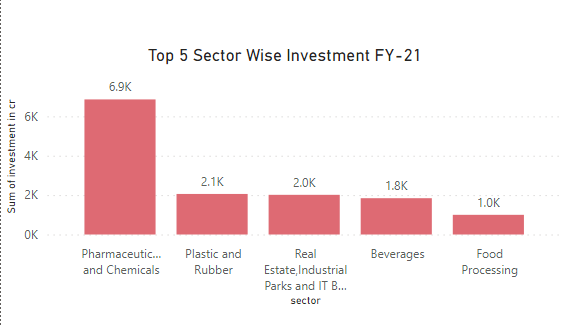 Top 5 Sector Wise Investment FY-21
Sum of investment in cr
6K
4K
2K
0K
6.9K
2.1K
2.0K
1.8K
1.0K
Pharmaceutic...
and Chemicals
Plastic and
Rubber
Real
Estate,Industrial
Parks and IT B...
Beverages
Food
Processing
sector